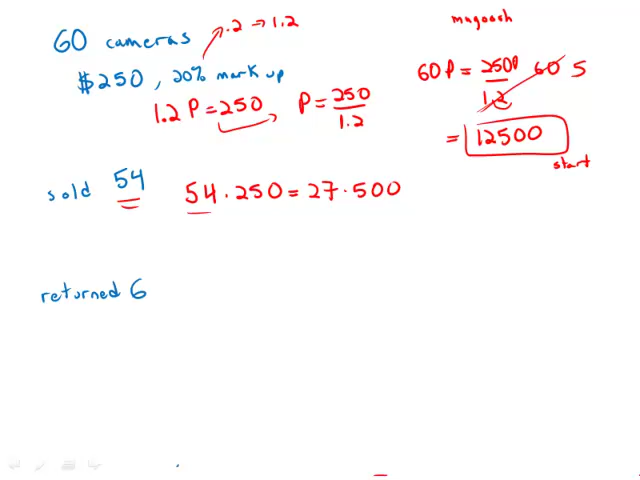 60 cameras
.2 → 1.2
$250 , 20% mark up
1.2 P = 250
P = 250 / 1.2
magoosh
60 P = 2500 / 1.2 60 5
= 12500
start
sold 54
54 · 250 = 27 · 500
returned 6